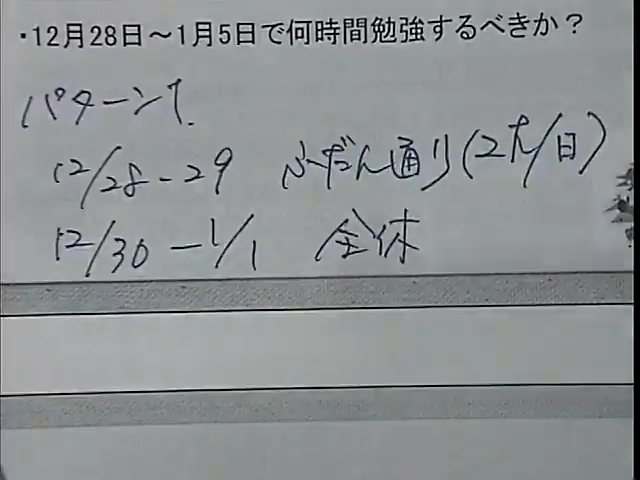 ・12月28日～1月5日で何時間勉強するべきか？
パターン1.
12/28-29 ふだん通り(2h/日)
12/30-1/1 全休